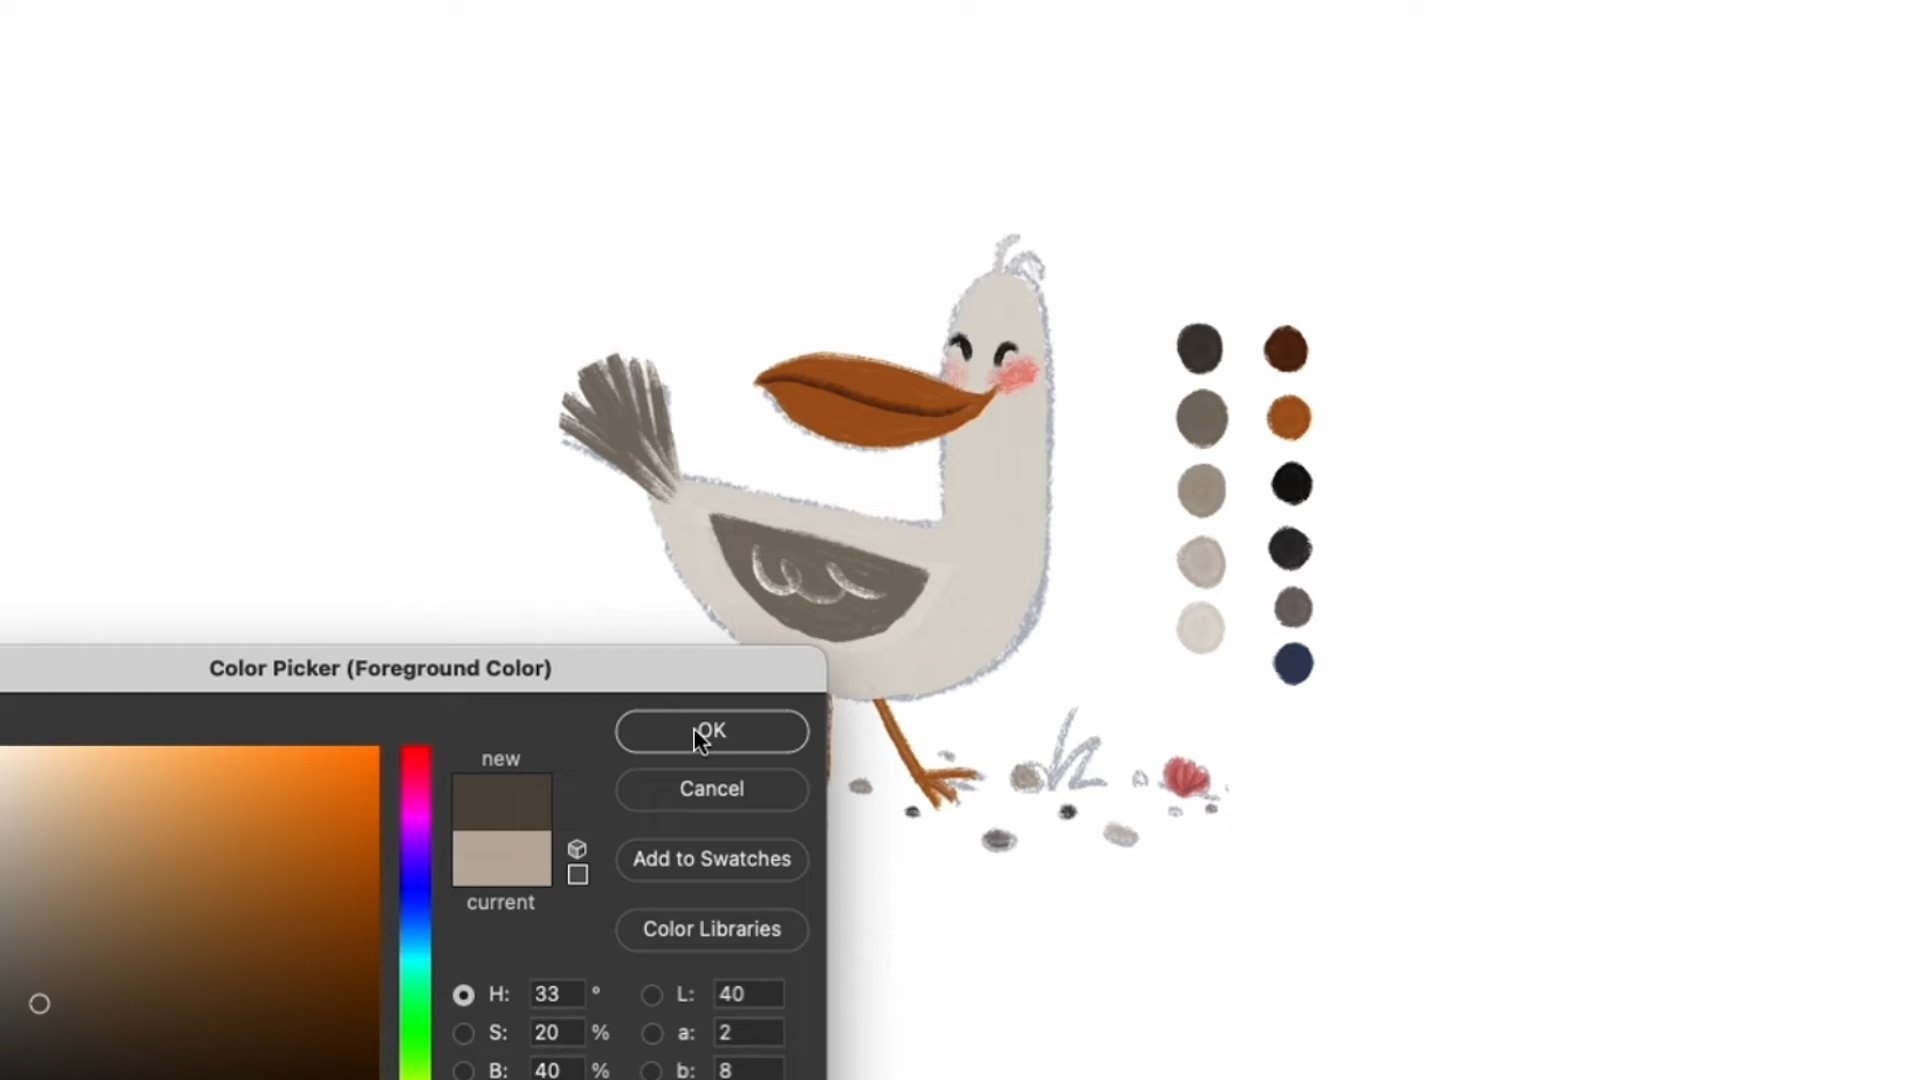 Color Picker (Foreground Color)
OK
new
Cancel
Add to Swatches
current
Color Libraries
H: 33 ° L: 40
S: 20 % a: 2
B: 40 % b: 8